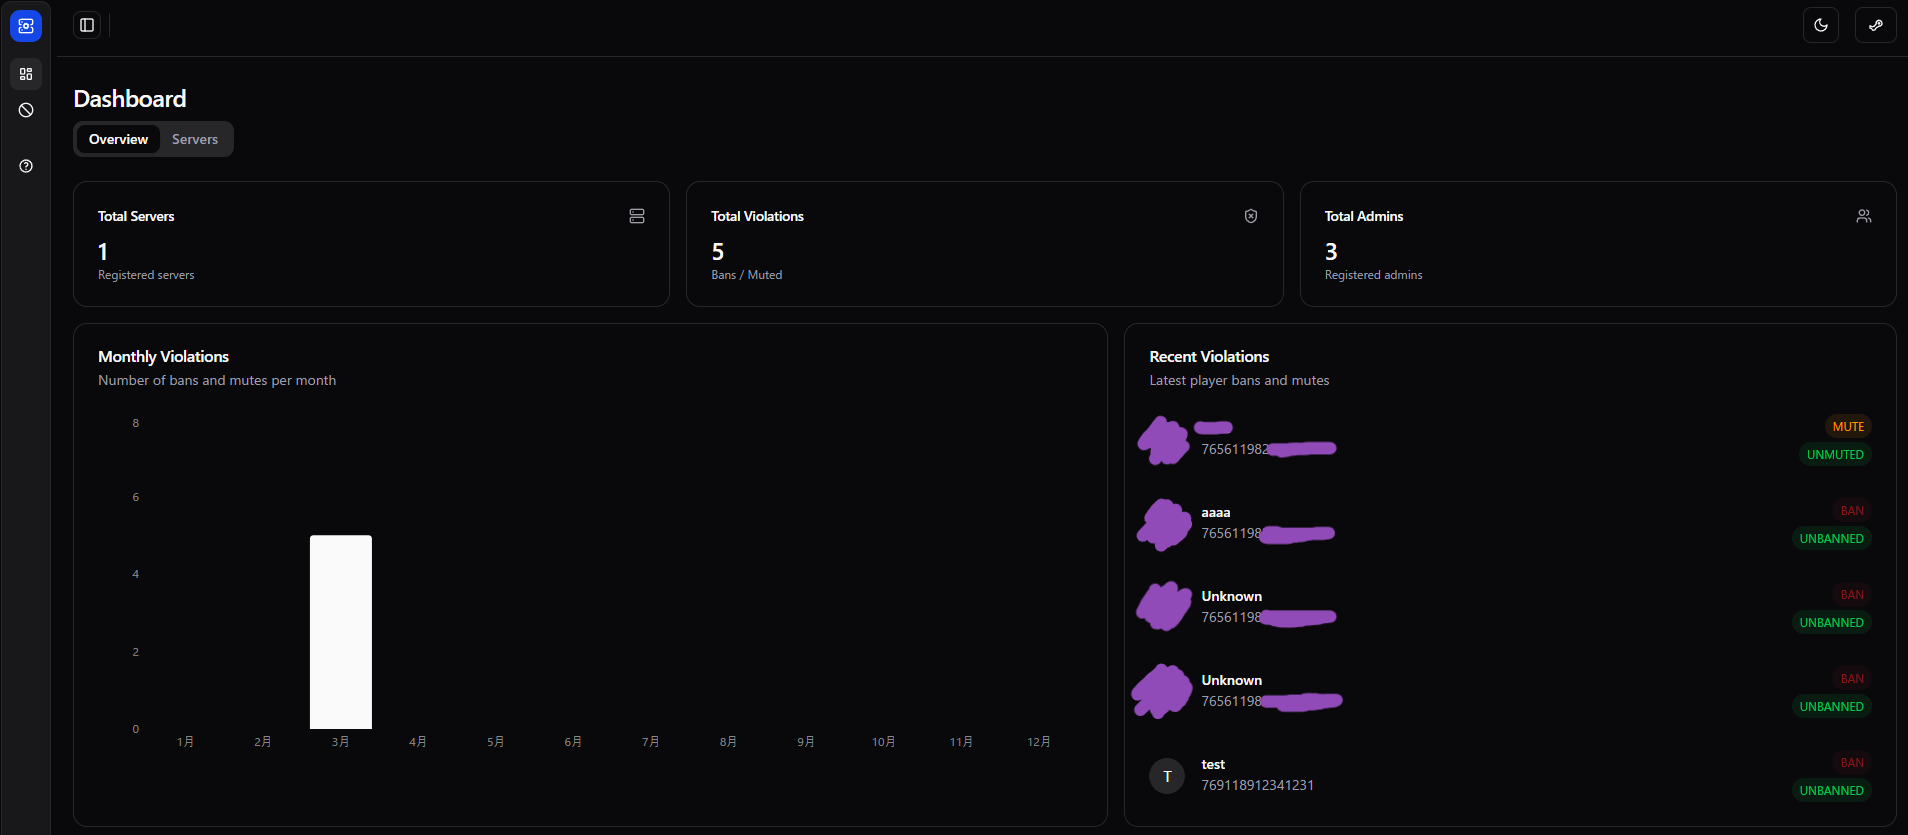 Dashboard
Overview Servers
Total Servers
1
Registered servers
Total Violations
5
Bans / Muted
Total Admins
3
Registered admins
Monthly Violations
Number of bans and mutes per month
8
6
4
2
0
1月 2月 3月 4月 5月 6月 7月 8月 9月 10月 11月 12月
Recent Violations
Latest player bans and mutes
MUTE
765611982
UNMUTED
aaaa
BAN
76561198
UNBANNED
Unknown
BAN
76561198
UNBANNED
Unknown
BAN
76561198
UNBANNED
T
test
BAN
769118912341231
UNBANNED